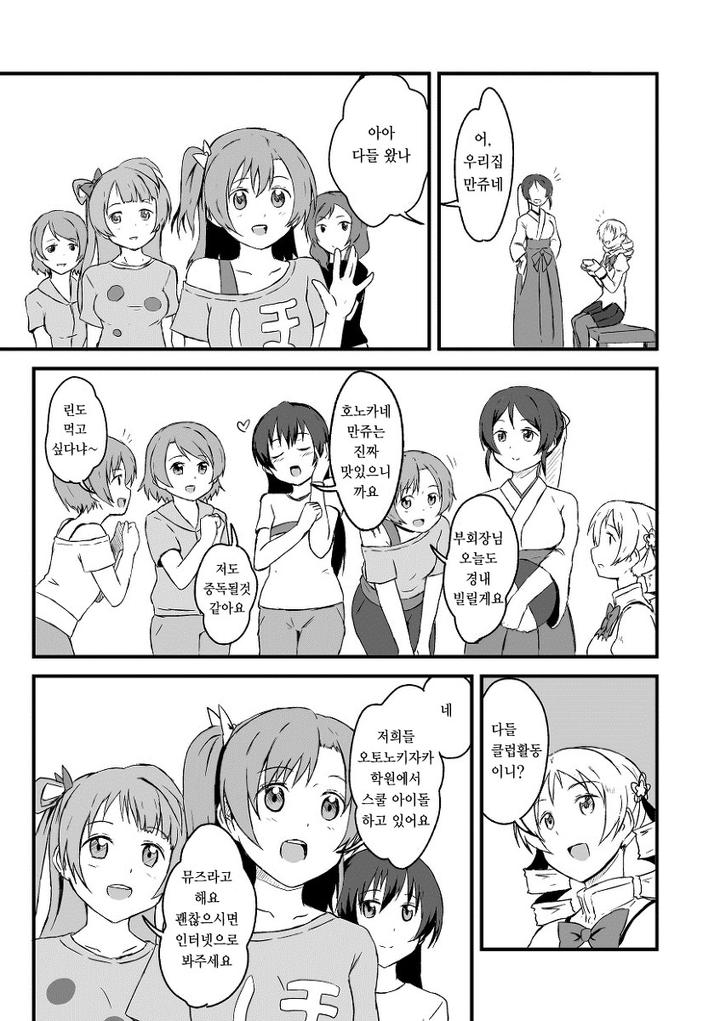 어,
우리집
만쥬네
아아
다들 왔나
ほ
부회장님
오늘도
경내
빌릴게요
호노카네
만쥬는
진짜
맛있으니
까요
저도
중독될것
같아요
린도
먹고
싶다냐~
다들
클럽활동
이니?
네
저희들
오토노키자카
학원에서
스쿨 아이돌
하고 있어요
뮤즈라고
해요
괜찮으시면
인터넷으로
봐주세요
ほ